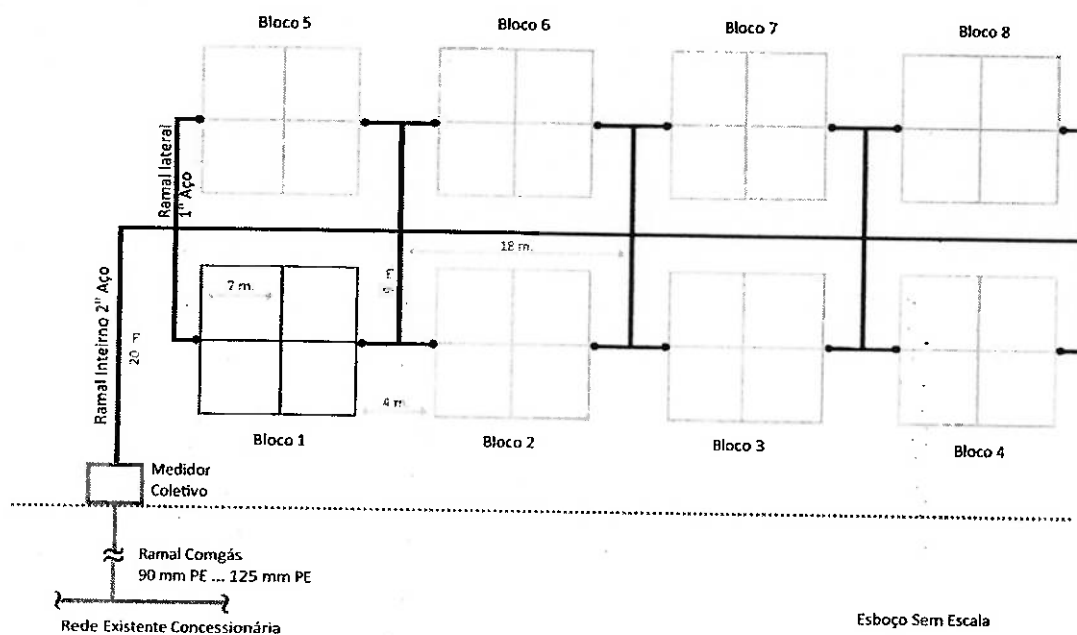 Bloco 5
Bloco 6
Bloco 7
Bloco 8
Ramal lateral
1" Aço
18 m.
7 m.
Ramal Inteirno 2" Aço
20
4 m.
Bloco 1
Bloco 2
Bloco 3
Bloco 4
Medidor
Coletivo
Ramal Comgás
90 mm PE ... 125 mm PE
Rede Existente Concessionária
Esboço Sem Escala